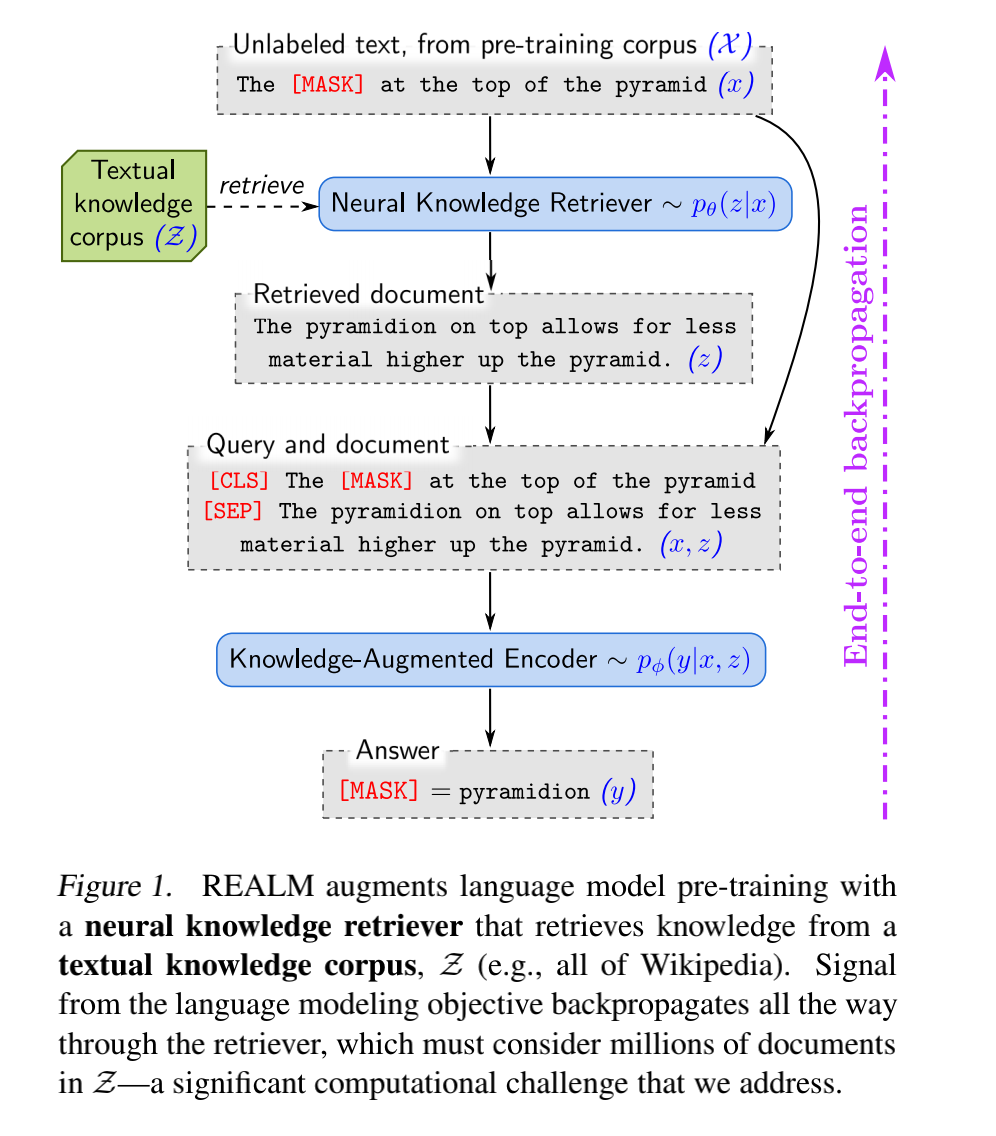 Unlabeled text, from pre-training corpus (𝒳)
The [MASK] at the top of the pyramid (x)
Textual
knowledge
corpus (𝒵)
retrieve
Neural Knowledge Retriever ~ pθ(z|x)
Retrieved document
The pyramidion on top allows for less
material higher up the pyramid. (z)
Query and document
[CLS] The [MASK] at the top of the pyramid
[SEP] The pyramidion on top allows for less
material higher up the pyramid. (x, z)
Knowledge-Augmented Encoder ~ pϕ(y|x, z)
Answer
[MASK] = pyramidion (y)
End-to-end backpropagation
Figure 1. REALM augments language model pre-training with
a neural knowledge retriever that retrieves knowledge from a
textual knowledge corpus, 𝒵 (e.g., all of Wikipedia). Signal
from the language modeling objective backpropagates all the way
through the retriever, which must consider millions of documents
in 𝒵—a significant computational challenge that we address.